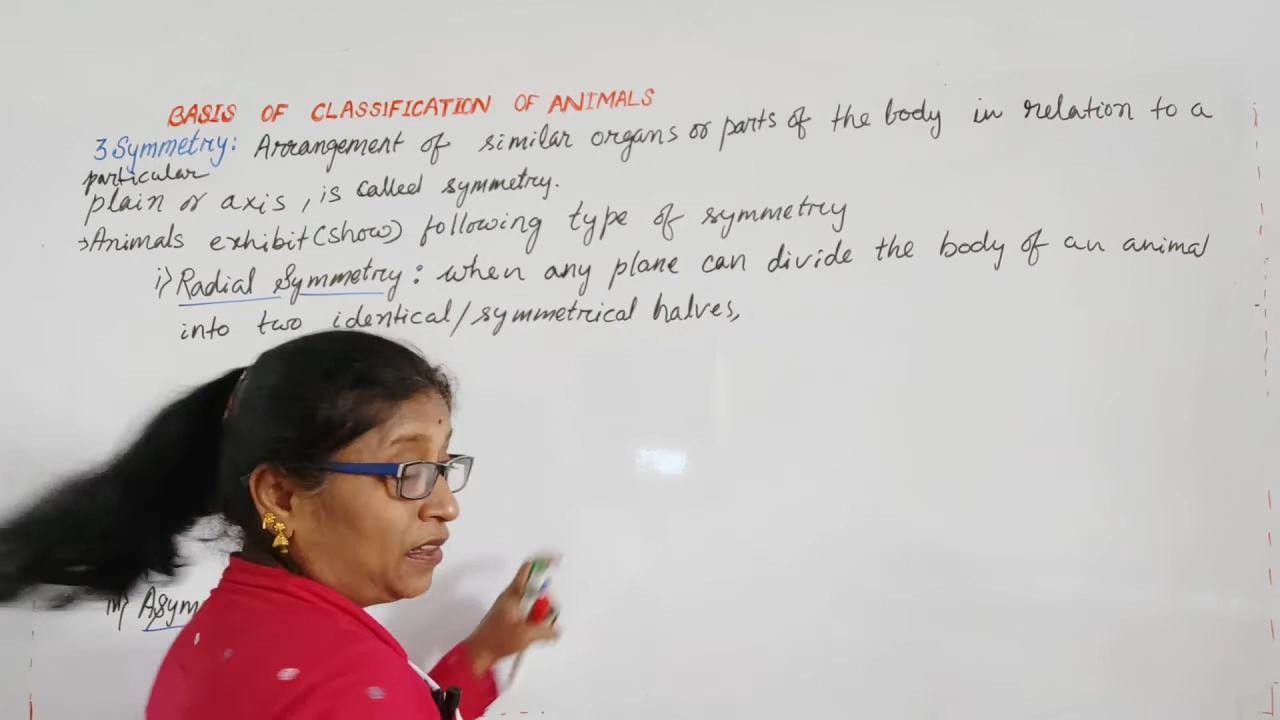 BASIS OF CLASSIFICATION OF ANIMALS
3 Symmetry: Arrangement of similar organs or parts of the body in relation to a
particular
plain or axis, is called symmetry.
→Animals exhibit (show) following type of symmetry
i) Radial Symmetry: when any plane can divide the body of an animal
into two identical/symmetrical halves,
Asym